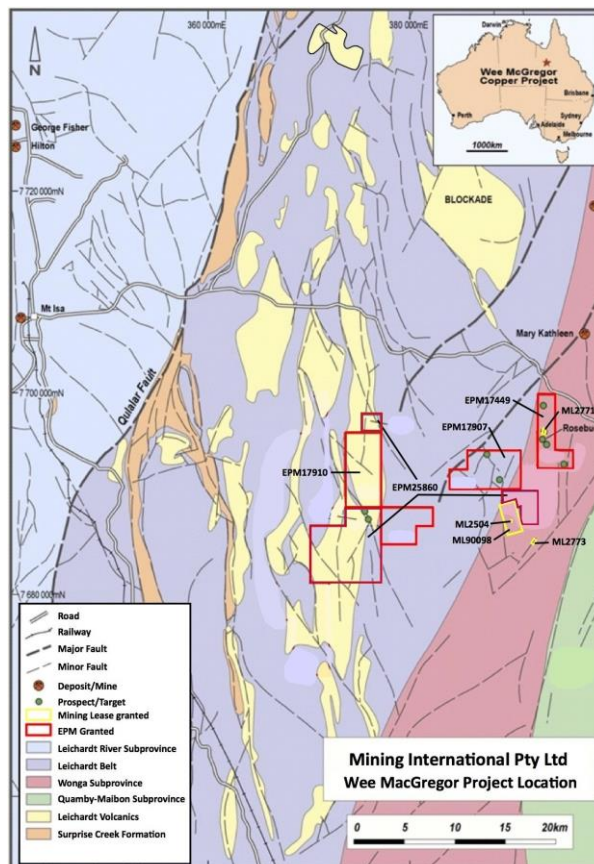 360 000mE
380 000mE
N
Darwin
Wee McGregor
Copper Project
Brisbane
Perth
Sydney
Adelaide
Melbourne
1000km
George Fisher
Hilton
7 720 000mN
BLOCKADE
Mt Isa
Mary Kathleen
Qulalar Fault
7 700 000mN
EPM17449
ML2771
Rosebu
EPM17907
EPM17910
EPM25860
ML2504
ML90098
ML2773
7 680 000mN
Road
Railway
Major Fault
Minor Fault
Deposit/Mine
Prospect/Target
Mining Lease granted
EPM Granted
Leichardt River Subprovince
Leichardt Belt
Wonga Subprovince
Quamby-Maibon Subprovince
Leichardt Volcanics
Surprise Creek Formation
Mining International Pty Ltd
Wee MacGregor Project Location
0 5 10 15 20km